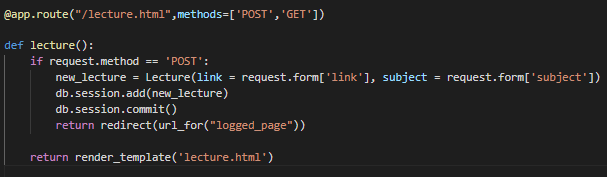 @app.route("/lecture.html",methods=['POST','GET'])
def lecture():
if request.method == 'POST':
new_lecture = Lecture(link = request.form['link'], subject = request.form['subject'])
db.session.add(new_lecture)
db.session.commit()
return redirect(url_for("logged_page"))
return render_template('lecture.html')